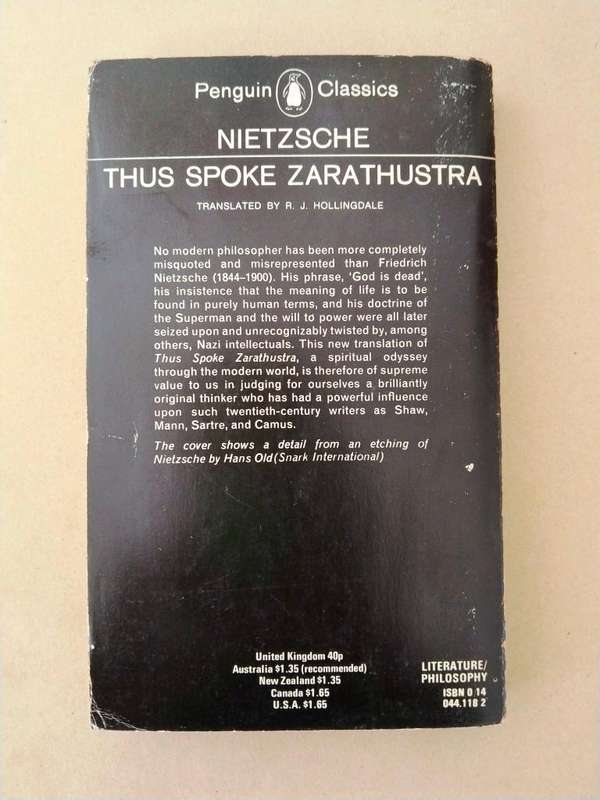 Penguin Classics
NIETZSCHE
THUS SPOKE ZARATHUSTRA
TRANSLATED BY R. J. HOLLINGDALE
No modern philosopher has been more completely
misquoted and misrepresented than Friedrich
Nietzsche (1844–1900). His phrase, 'God is dead',
his insistence that the meaning of life is to be
found in purely human terms, and his doctrine of
the Superman and the will to power were all later
seized upon and unrecognizably twisted by, among
others, Nazi intellectuals. This new translation of
Thus Spoke Zarathustra, a spiritual odyssey
through the modern world, is therefore of supreme
value to us in judging for ourselves a brilliantly
original thinker who has had a powerful influence
upon such twentieth-century writers as Shaw,
Mann, Sartre, and Camus.
The cover shows a detail from an etching of
Nietzsche by Hans Old (Snark International)
United Kingdom 40p
Australia $1.35 (recommended)
New Zealand $1.35
Canada $1.65
U.S.A. $1.65
LITERATURE/
PHILOSOPHY
ISBN 0 14
044.118 2